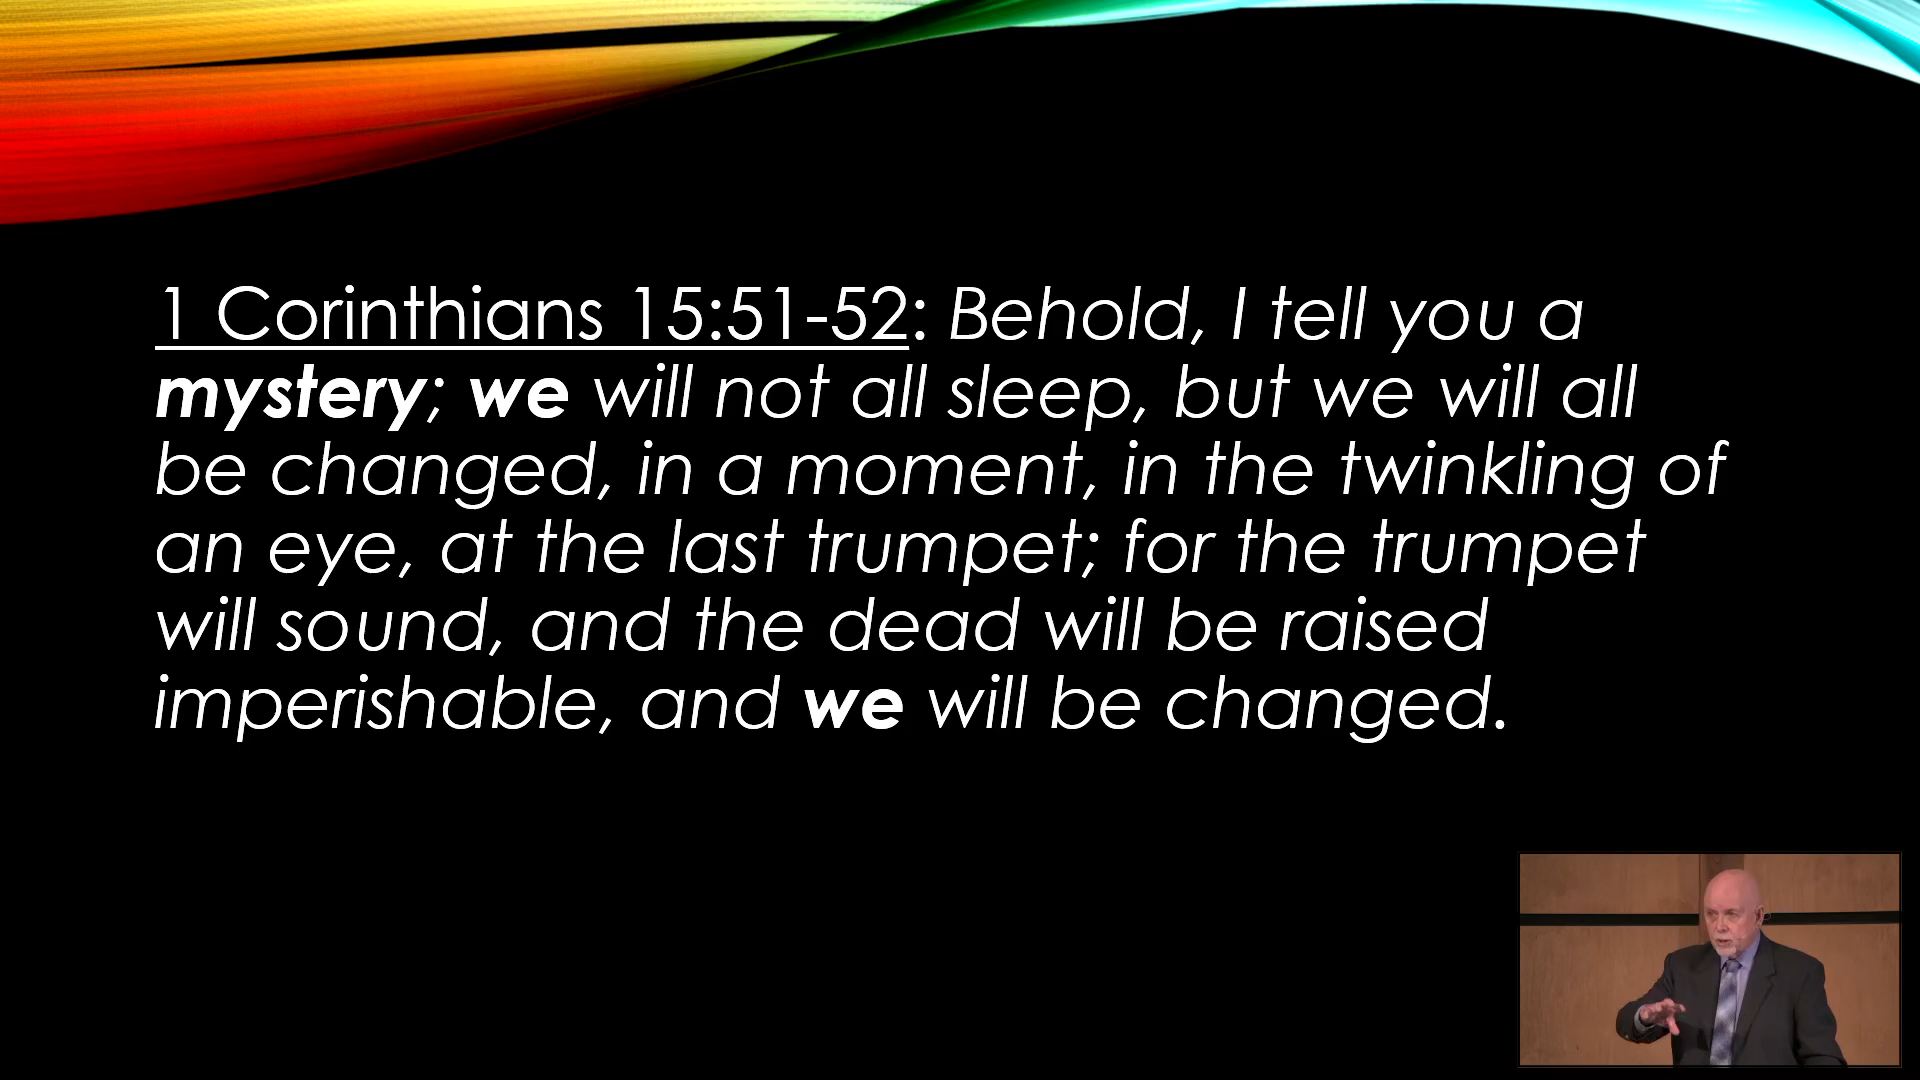 1 Corinthians 15:51-52: Behold, I tell you a
mystery; we will not all sleep, but we will all
be changed, in a moment, in the twinkling of
an eye, at the last trumpet; for the trumpet
will sound, and the dead will be raised
imperishable, and we will be changed.